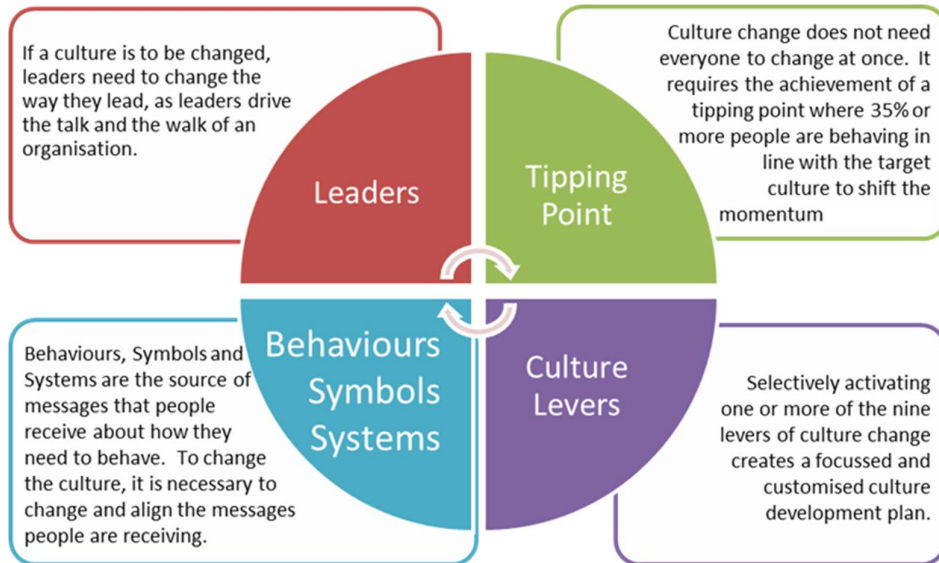 If a culture is to be changed,
leaders need to change the
way they lead, as leaders drive
the talk and the walk of an
organisation.
Leaders
Culture change does not need
everyone to change at once.  It
requires the achievement of a
tipping point where 35% or
more people are behaving in
line with the target
culture to shift the
momentum
Tipping
Point
Behaviours, Symbols and
Systems are the source of
messages that people
receive about how they
need to behave.  To change
the culture, it is necessary to
change and align the messages
people are receiving.
Behaviours
Symbols
Systems
Culture
Levers
Selectively activating
one or more of the nine
levers of culture change
creates a focussed and
customised culture
development plan.